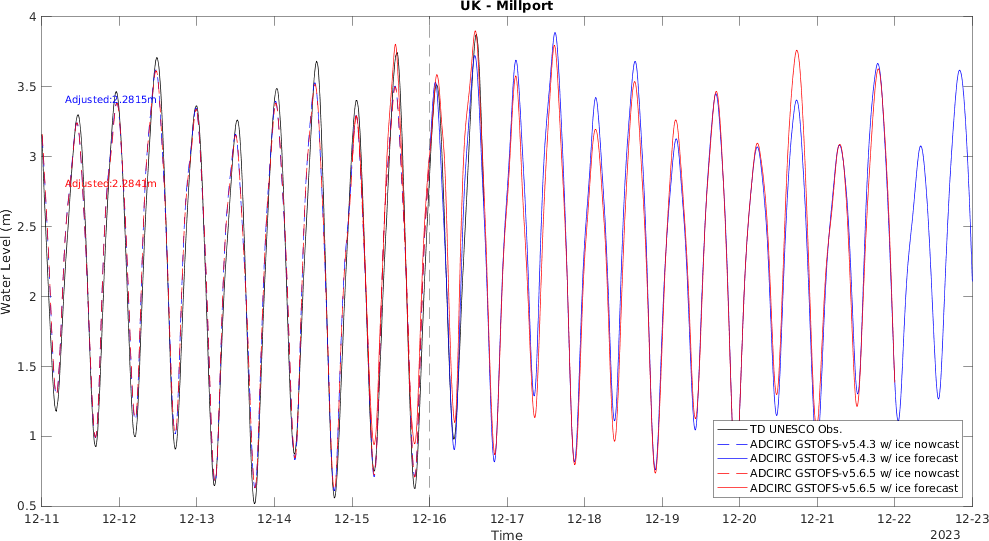 UK - Millport
4
3.5
3
2.5
2
1.5
1
0.5
Water Level (m)
Adjusted:2.2815m
Adjusted:2.2841m
TD UNESCO Obs.
ADCIRC GSTOFS-v5.4.3 w/ ice nowcast
ADCIRC GSTOFS-v5.4.3 w/ ice forecast
ADCIRC GSTOFS-v5.6.5 w/ ice nowcast
ADCIRC GSTOFS-v5.6.5 w/ ice forecast
12-11 12-12 12-13 12-14 12-15 12-16 12-17 12-18 12-19 12-20 12-21 12-22 12-23
Time
2023